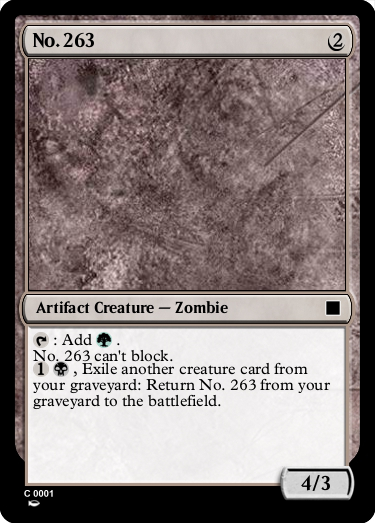 No. 263 2
Artifact Creature — Zombie
: Add .
No. 263 can't block.
1 , Exile another creature card from
your graveyard: Return No. 263 from your
graveyard to the battlefield.
4/3
C 0001